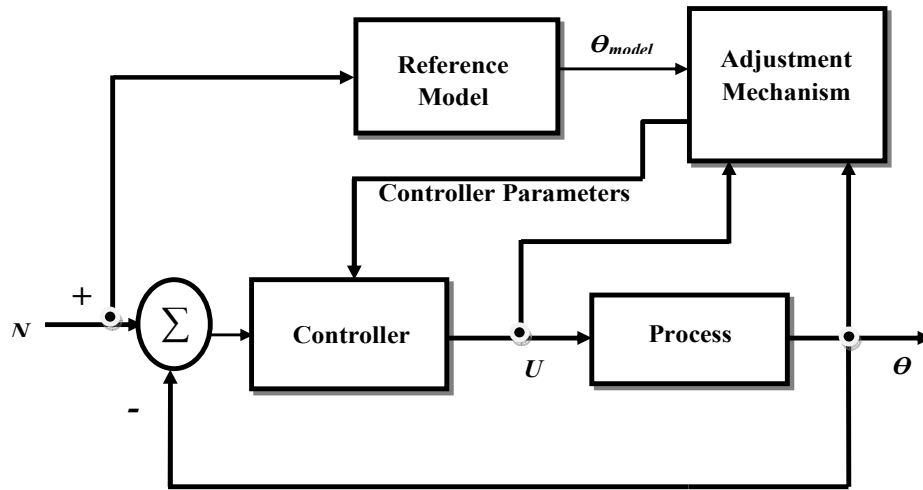 Reference
Model
ϴmodel
Adjustment
Mechanism
Controller Parameters
+
Σ
Controller
Process
U
ϴ
-